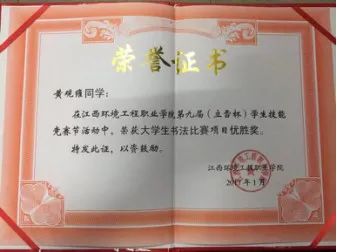 荣誉证书
黄观雄同学：
在江西环境工程职业学院第九届（立吾杯）学生技能
竞赛节活动中，荣获大学生书法比赛项目优胜奖。
特发此证，以资鼓励。
江西环境工程职业学院
2017年1月